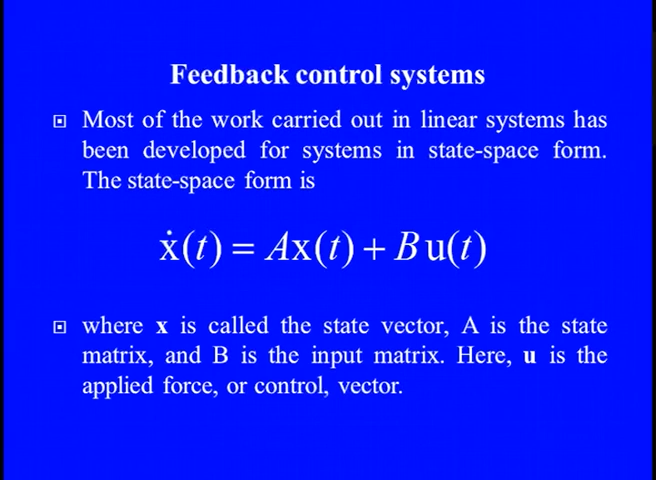 Feedback control systems
Most of the work carried out in linear systems has
been developed for systems in state-space form.
The state-space form is
ẋ(t) = Ax(t) + Bu(t)
where x is called the state vector, A is the state
matrix, and B is the input matrix. Here, u is the
applied force, or control, vector.